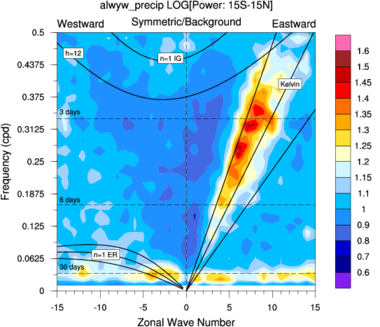 alwyw_precip LOG[Power: 15S-15N]
Westward Symmetric/Background Eastward
0.5
0.4375
0.375
0.3125
0.25
0.1875
0.125
0.0625
0
Frequency (cpd)
h=12
n=1 IG
Kelvin
3 days
6 days
n=1 ER
30 days
-15 -10 -5 0 5 10 15
Zonal Wave Number
1.6
1.5
1.45
1.4
1.35
1.3
1.25
1.2
1.15
1.1
1
0.9
0.8
0.7
0.6